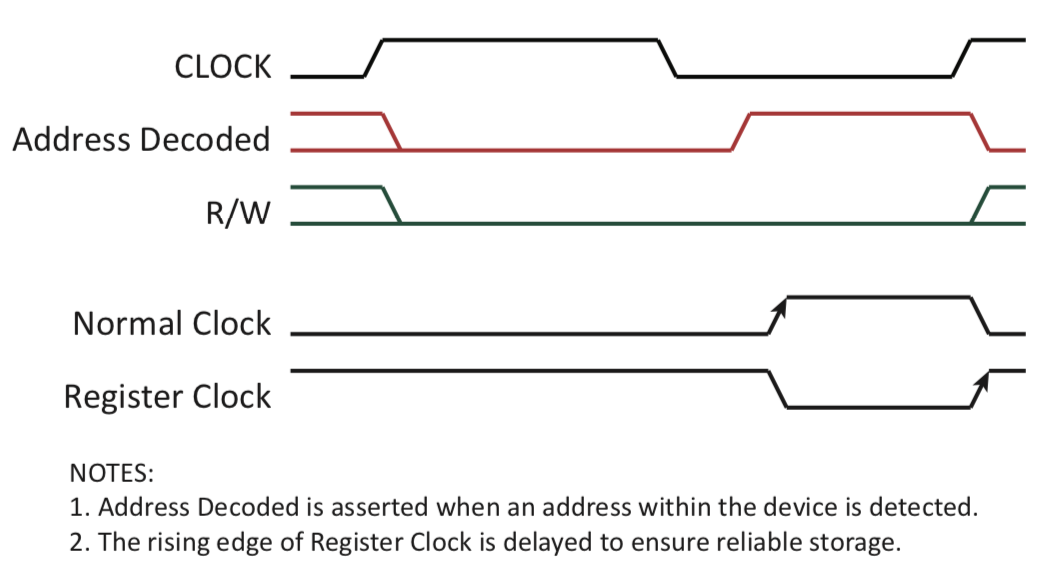 CLOCK
Address Decoded
R/W
Normal Clock
Register Clock
NOTES:
1. Address Decoded is asserted when an address within the device is detected.
2. The rising edge of Register Clock is delayed to ensure reliable storage.